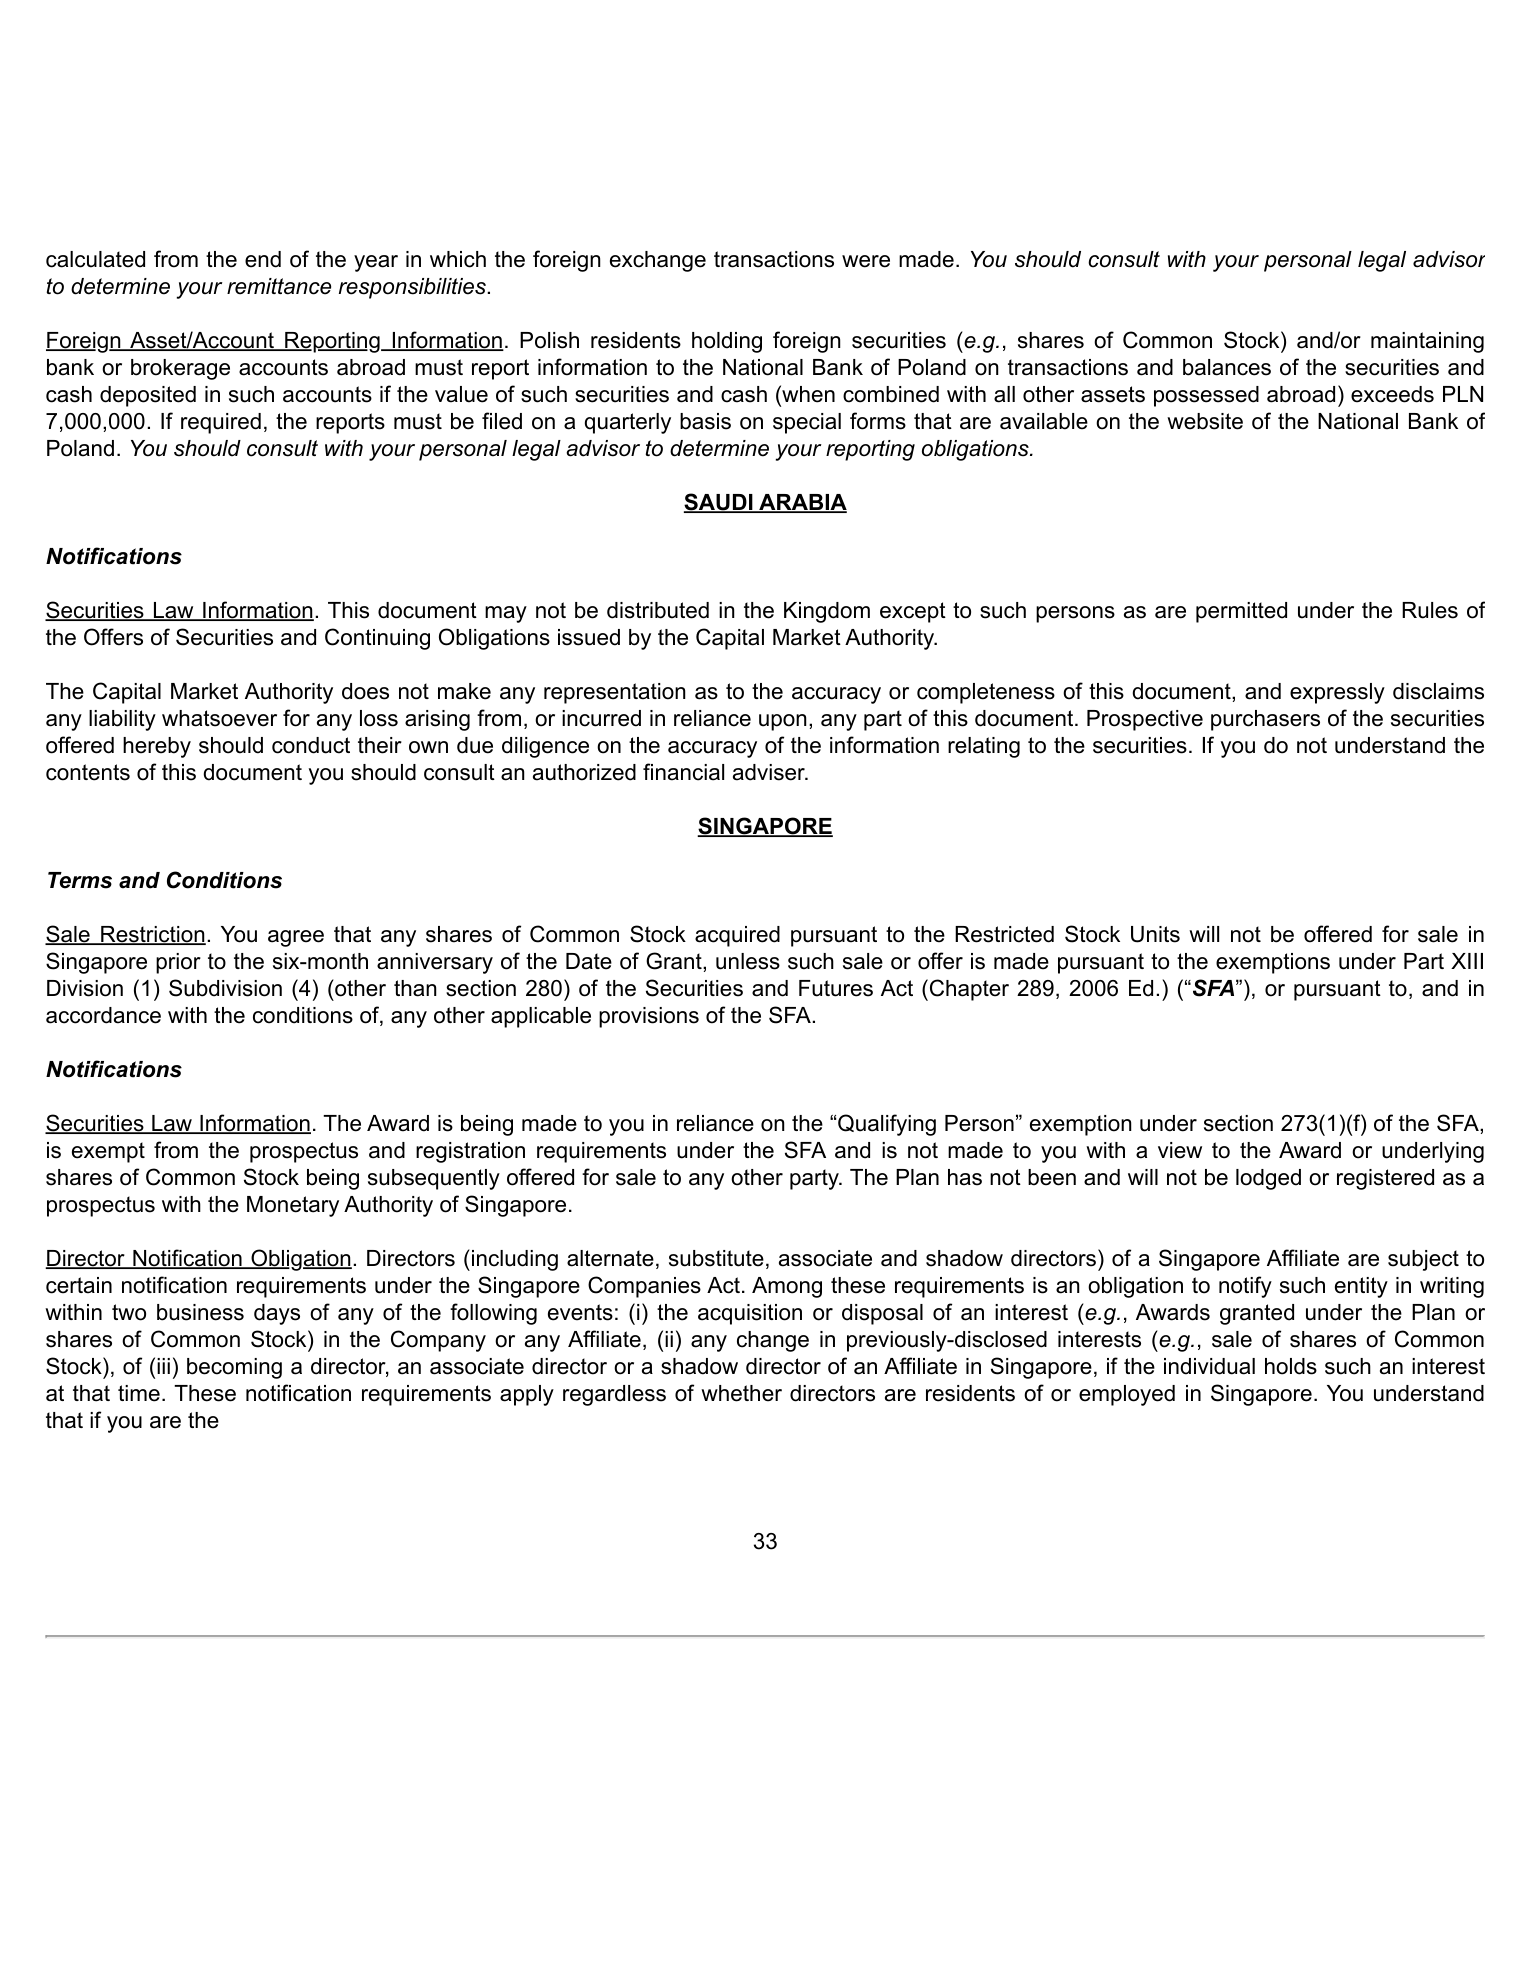 calculated from the end of the year in which the foreign exchange transactions were made. You should consult with your personal legal advisor
to determine your remittance responsibilities.
Foreign Asset/Account Reporting Information. Polish residents holding foreign securities (e.g., shares of Common Stock) and/or maintaining
bank or brokerage accounts abroad must report information to the National Bank of Poland on transactions and balances of the securities and
cash deposited in such accounts if the value of such securities and cash (when combined with all other assets possessed abroad) exceeds PLN
7,000,000. If required, the reports must be filed on a quarterly basis on special forms that are available on the website of the National Bank of
Poland. You should consult with your personal legal advisor to determine your reporting obligations.
SAUDI ARABIA
Notifications
Securities Law Information. This document may not be distributed in the Kingdom except to such persons as are permitted under the Rules of
the Offers of Securities and Continuing Obligations issued by the Capital Market Authority.
The Capital Market Authority does not make any representation as to the accuracy or completeness of this document, and expressly disclaims
any liability whatsoever for any loss arising from, or incurred in reliance upon, any part of this document. Prospective purchasers of the securities
offered hereby should conduct their own due diligence on the accuracy of the information relating to the securities. If you do not understand the
contents of this document you should consult an authorized financial adviser.
SINGAPORE
Terms and Conditions
Sale Restriction. You agree that any shares of Common Stock acquired pursuant to the Restricted Stock Units will not be offered for sale in
Singapore prior to the six-month anniversary of the Date of Grant, unless such sale or offer is made pursuant to the exemptions under Part XIII
Division (1) Subdivision (4) (other than section 280) of the Securities and Futures Act (Chapter 289, 2006 Ed.) (“SFA”), or pursuant to, and in
accordance with the conditions of, any other applicable provisions of the SFA.
Notifications
Securities Law Information. The Award is being made to you in reliance on the “Qualifying Person” exemption under section 273(1)(f) of the SFA,
is exempt from the prospectus and registration requirements under the SFA and is not made to you with a view to the Award or underlying
shares of Common Stock being subsequently offered for sale to any other party. The Plan has not been and will not be lodged or registered as a
prospectus with the Monetary Authority of Singapore.
Director Notification Obligation. Directors (including alternate, substitute, associate and shadow directors) of a Singapore Affiliate are subject to
certain notification requirements under the Singapore Companies Act. Among these requirements is an obligation to notify such entity in writing
within two business days of any of the following events: (i) the acquisition or disposal of an interest (e.g., Awards granted under the Plan or
shares of Common Stock) in the Company or any Affiliate, (ii) any change in previously-disclosed interests (e.g., sale of shares of Common
Stock), of (iii) becoming a director, an associate director or a shadow director of an Affiliate in Singapore, if the individual holds such an interest
at that time. These notification requirements apply regardless of whether directors are residents of or employed in Singapore. You understand
that if you are the
33